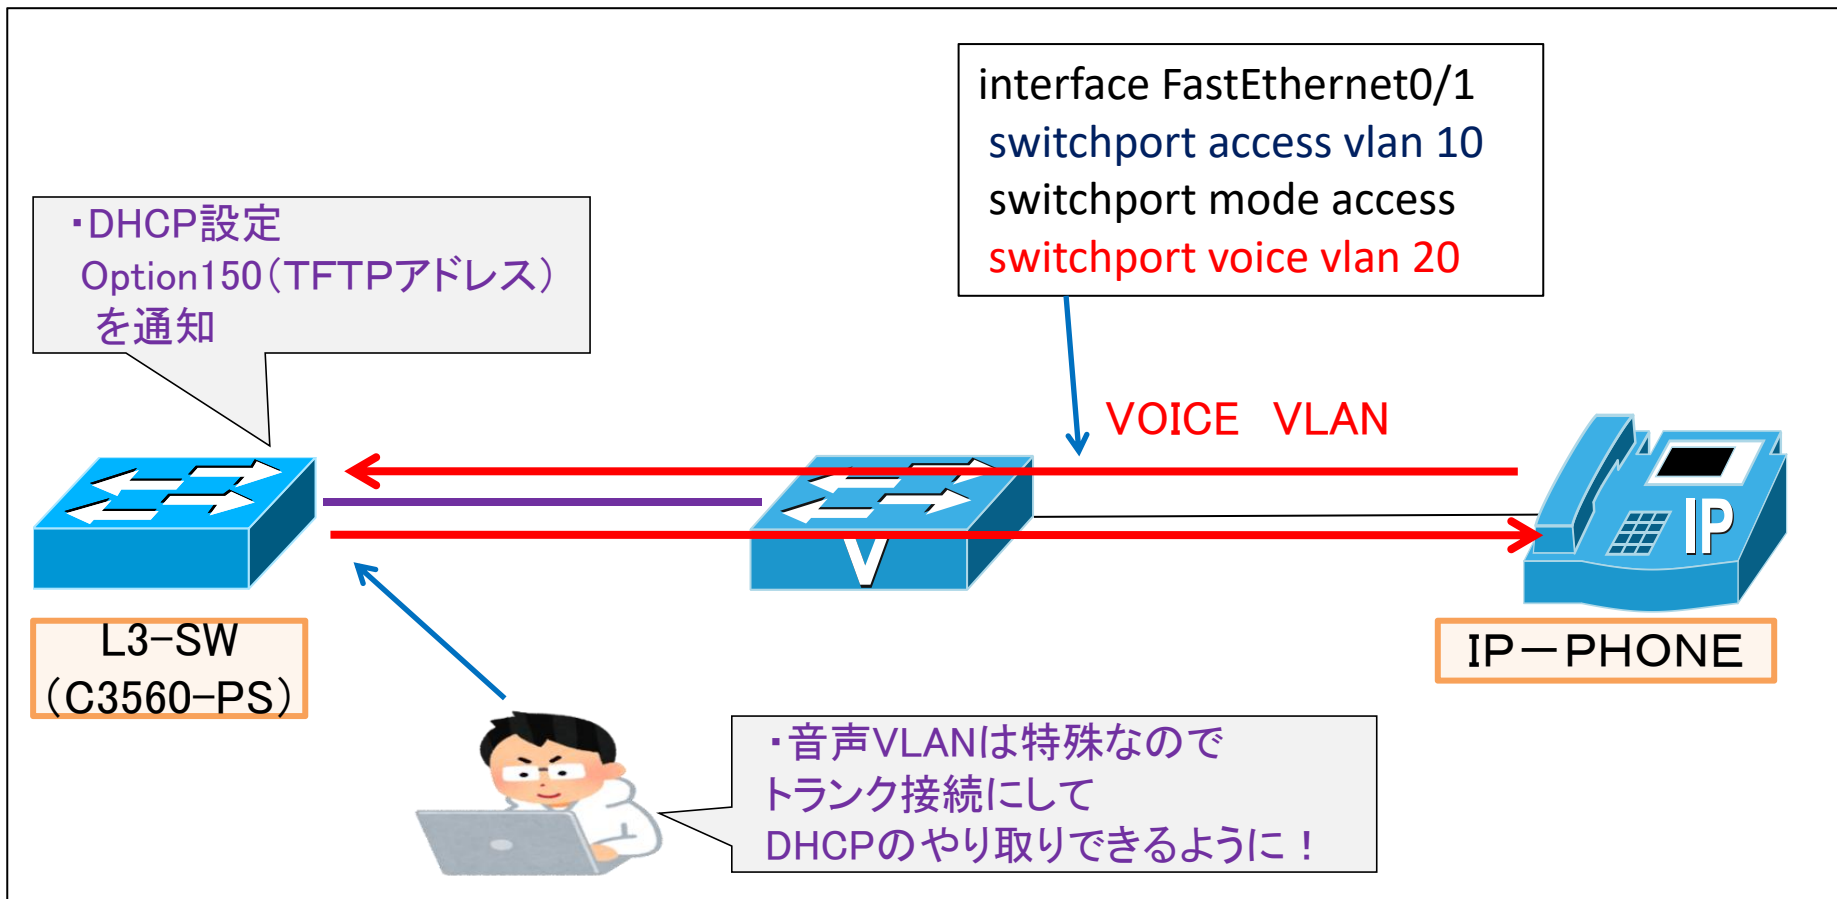 interface FastEthernet0/1
switchport access vlan 10
switchport mode access
switchport voice vlan 20
・DHCP設定
Option150(TFTPアドレス)
を通知
VOICE　VLAN
V
IP
L3-SW
(C3560-PS)
IP－PHONE
・音声VLANは特殊なので
トランク接続にして
DHCPのやり取りできるように！